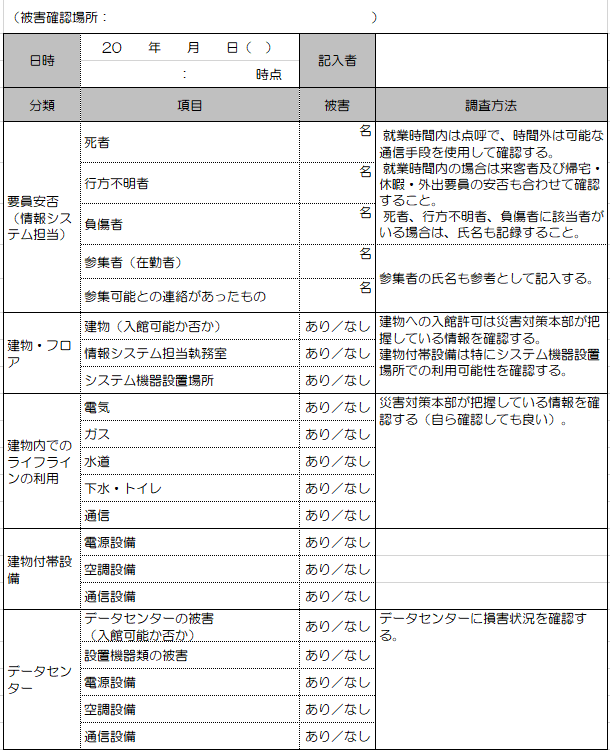 （被害確認場所：　　　　　　　　　　　　　　　　　　　　）
日時
20　　年　　月　　日（　）
：　　　　　時点
記入者
分類
項目
被害
調査方法
要員安否
（情報シス
テム担当）
死者
名
行方不明者
名
負傷者
名
就業時間内は点呼で、時間外は可能な
通信手段を使用して確認する。
就業時間内の場合は来客者及び帰宅・
休暇・外出要員の安否も合わせて確認
すること。
死者、行方不明者、負傷者に該当者が
いる場合は、氏名も記録すること。
参集者（在勤者）
名
参集可能との連絡があったもの
名
参集者の氏名も参考として記入する。
建物・フロ
ア
建物（入館可能か否か）
あり／なし
情報システム担当執務室
あり／なし
システム機器設置場所
あり／なし
建物への入館許可は災害対策本部が把
握している情報を確認する。
建物付帯設備は特にシステム機器設置
場所での利用可能性を確認する。
建物内での
ライフライ
ンの利用
電気
あり／なし
ガス
あり／なし
水道
あり／なし
下水・トイレ
あり／なし
通信
あり／なし
災害対策本部が把握している情報を確
認する（自ら確認しても良い）。
建物付帯設
備
電源設備
あり／なし
空調設備
あり／なし
通信設備
あり／なし
データセン
ター
データセンターの被害
（入館可能か否か）
あり／なし
設置機器類の被害
あり／なし
電源設備
あり／なし
空調設備
あり／なし
通信設備
あり／なし
データセンターに損害状況を確認す
る。